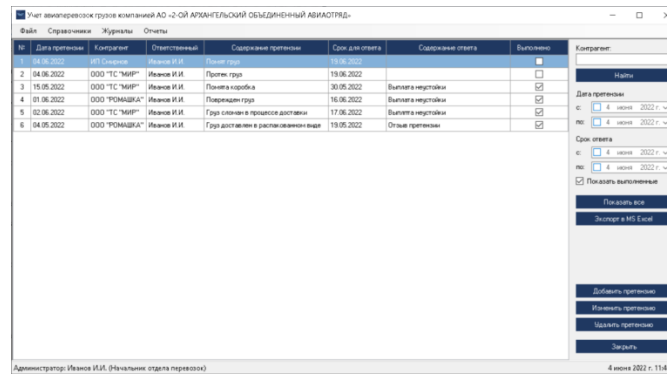 Учет авиаперевозок грузов компанией АО «2-ОЙ АРХАНГЕЛЬСКИЙ ОБЪЕДИНЕННЫЙ АВИАОТРЯД»
Файл Справочники Журналы Отчеты
№ Дата претензии Контрагент Ответственный Содержание претензии Срок для ответа Содержание ответа Выполнено
1 04.06.2022 ИП Смирнов Иванов И.И. Помят груз 19.06.2022
2 04.06.2022 ООО "ТС "МИР" Иванов И.И. Протек груз 19.06.2022
3 15.05.2022 ООО "ТС "МИР" Иванов И.И. Помята коробка 30.05.2022 Выплата неустойки
4 01.06.2022 ООО "РОМАШКА" Иванов И.И. Поврежден груз 16.06.2022 Выплата неустойки
5 02.06.2022 ООО "ТС "МИР" Иванов И.И. Груз сломан в процессе доставки 17.06.2022 Выплата неустойки
6 04.05.2022 ООО "РОМАШКА" Иванов И.И. Груз доставлен в распакованном виде 19.05.2022 Отзыв претензии
Контрагент:
Найти
Дата претензии
с: 4 июня 2022 г.
по: 4 июня 2022 г.
Срок ответа
с: 4 июня 2022 г.
по: 4 июня 2022 г.
Показать выполненные
Показать все
Экспорт в MS Excel
Добавить претензию
Изменить претензию
Удалить претензию
Закрыть
Администратор: Иванов И.И. (Начальник отдела перевозок)
4 июня 2022 г. 11:4